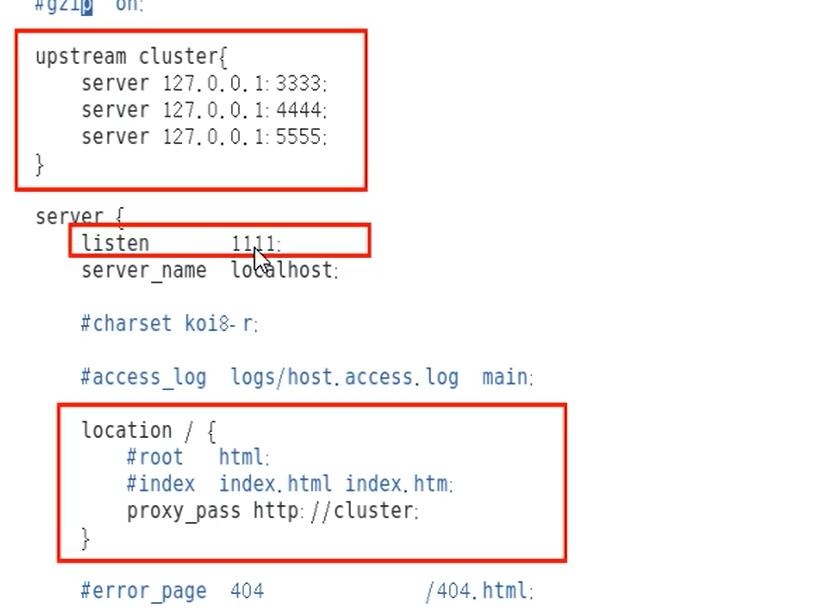 #gzip on;
upstream cluster{
server 127.0.0.1:3333;
server 127.0.0.1:4444;
server 127.0.0.1:5555;
}
server {
listen 1111;
server_name localhost;
#charset koi8-r;
#access_log logs/host.access.log main;
location / {
#root html;
#index index.html index.htm;
proxy_pass http://cluster;
}
#error_page 404 /404.html;